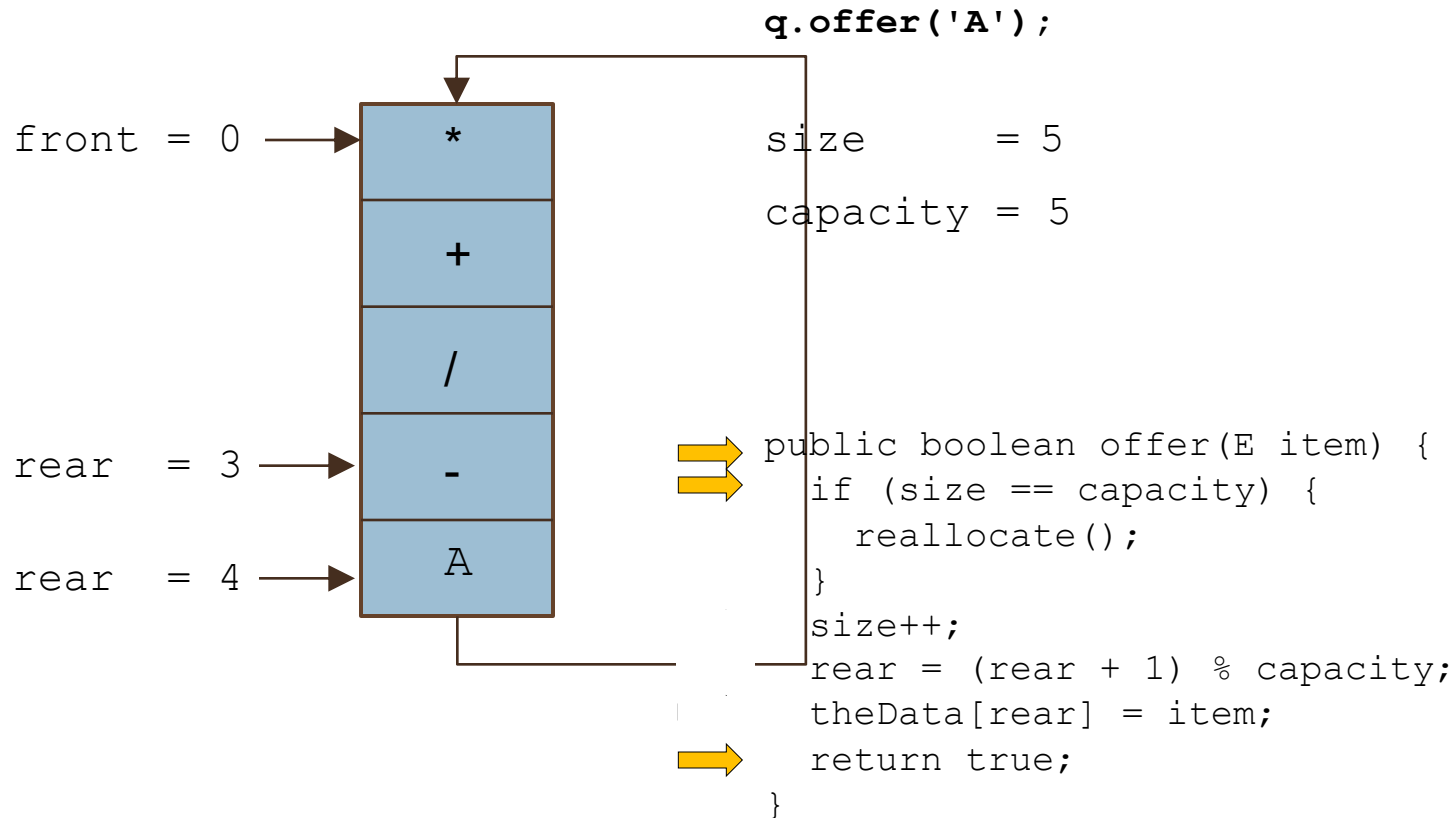 q.offer('A');
front = 0
*
size = 5
+
capacity = 5
/
rear = 3
-
rear = 4
A
public boolean offer(E item) {
if (size == capacity) {
reallocate();
}
size++;
rear = (rear + 1) % capacity;
theData[rear] = item;
return true;
}